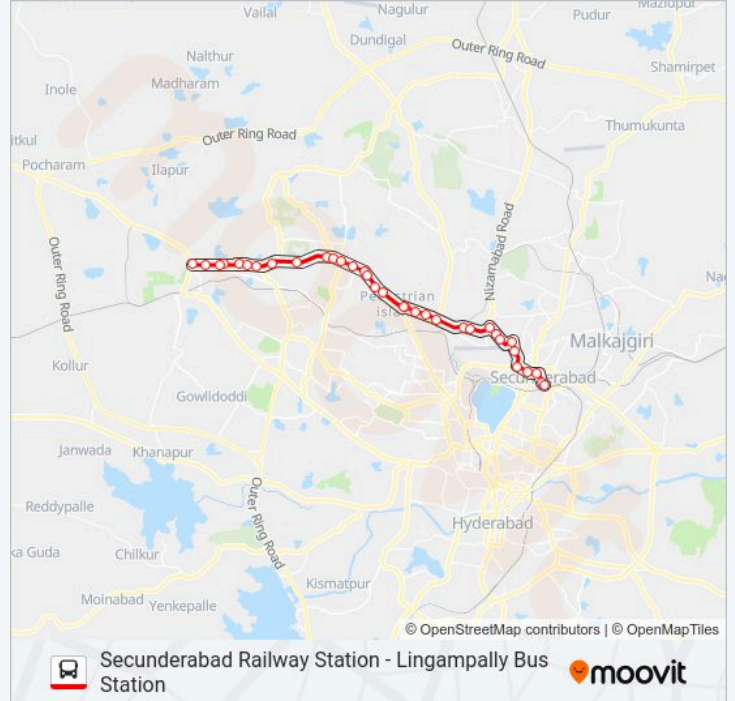 Vailal
Nagulur
Mazidpur
Pudur
Dundigal
Outer Ring Road
Nalthur
Shamirpet
Madharam
Inole
Thumukunta
Outer Ring Road
itkul
Pocharam
Ilapur
Nizamabad Road
Outer Ring Road
Na
Pedestrian
island
Malkajgiri
Kollur
Secunderabad
Gowlidoddi
Janwada
Khanapur
Outer Ring Road
Reddypalle
Hyderabad
ka Guda
Chilkur
Kismatpur
Moinabad
Yenkepalle
© OpenStreetMap contributors | © OpenMapTiles
Secunderabad Railway Station - Lingampally Bus
Station
moovit